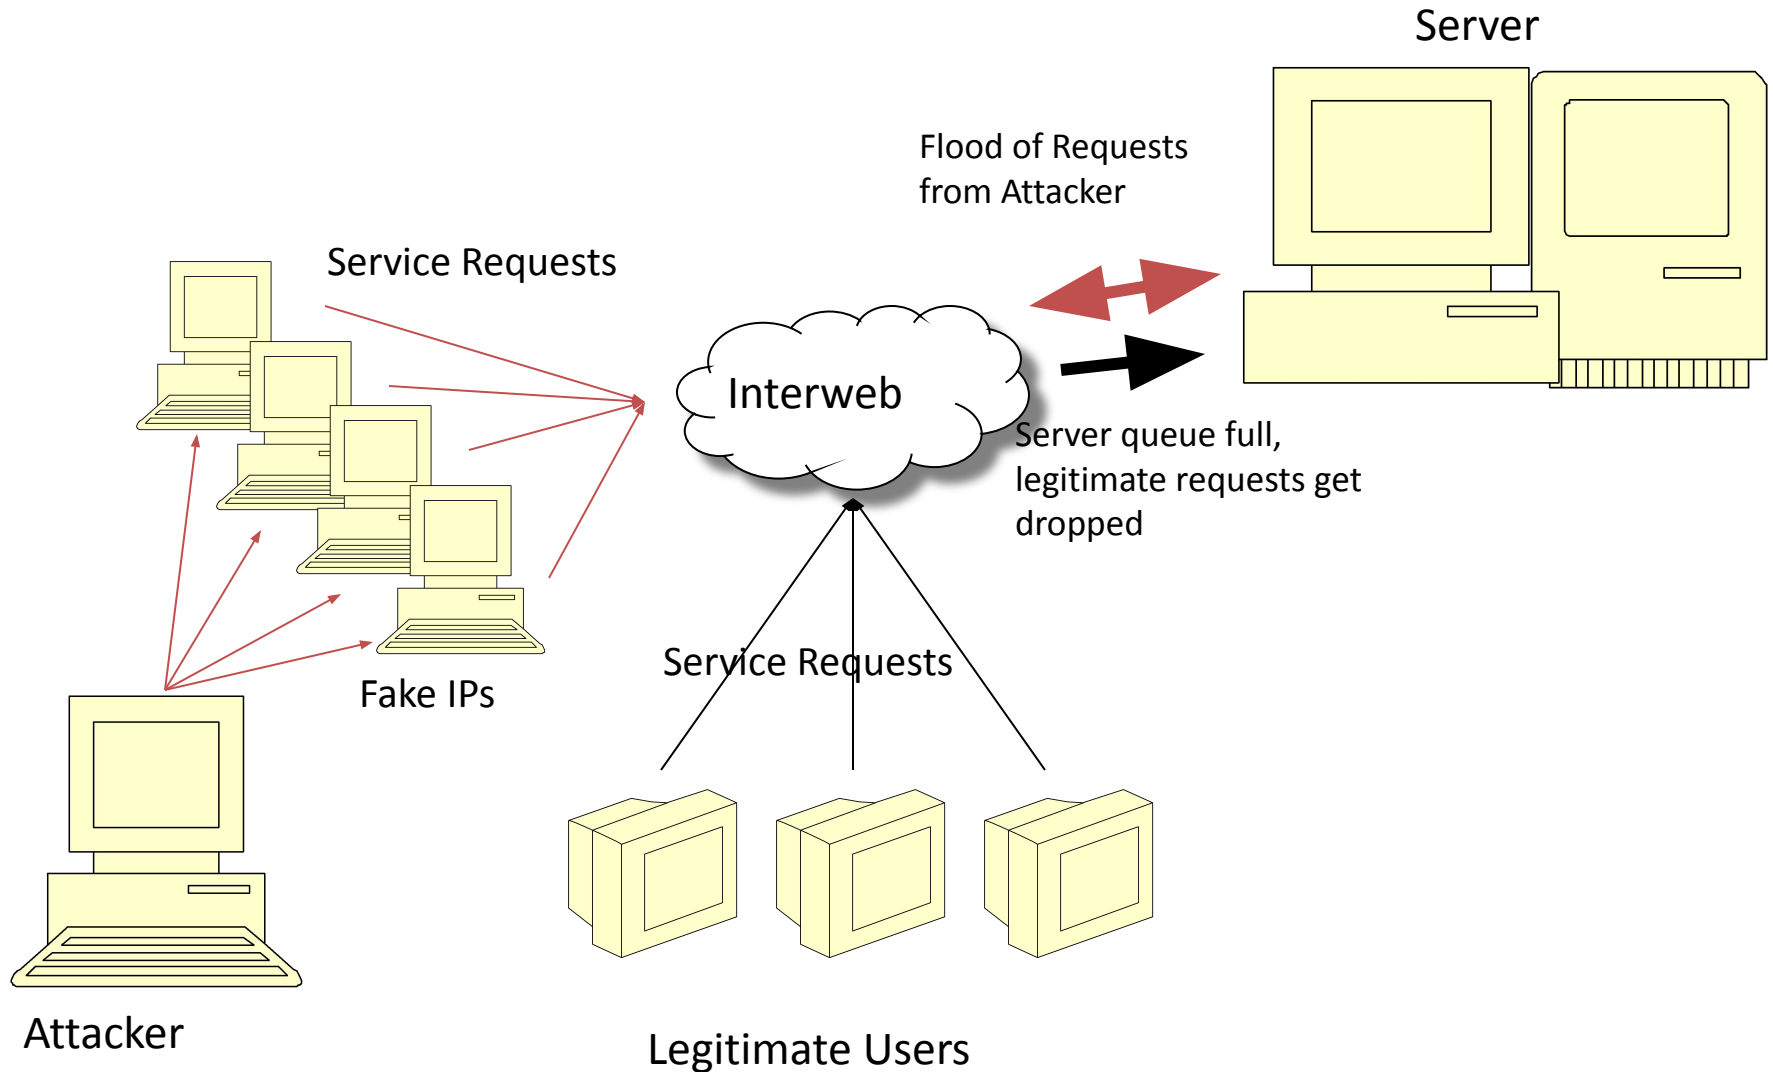 Server
Flood of Requests
from Attacker
Service Requests
Interweb
Server queue full,
legitimate requests get
dropped
Service Requests
Fake IPs
Attacker
Legitimate Users